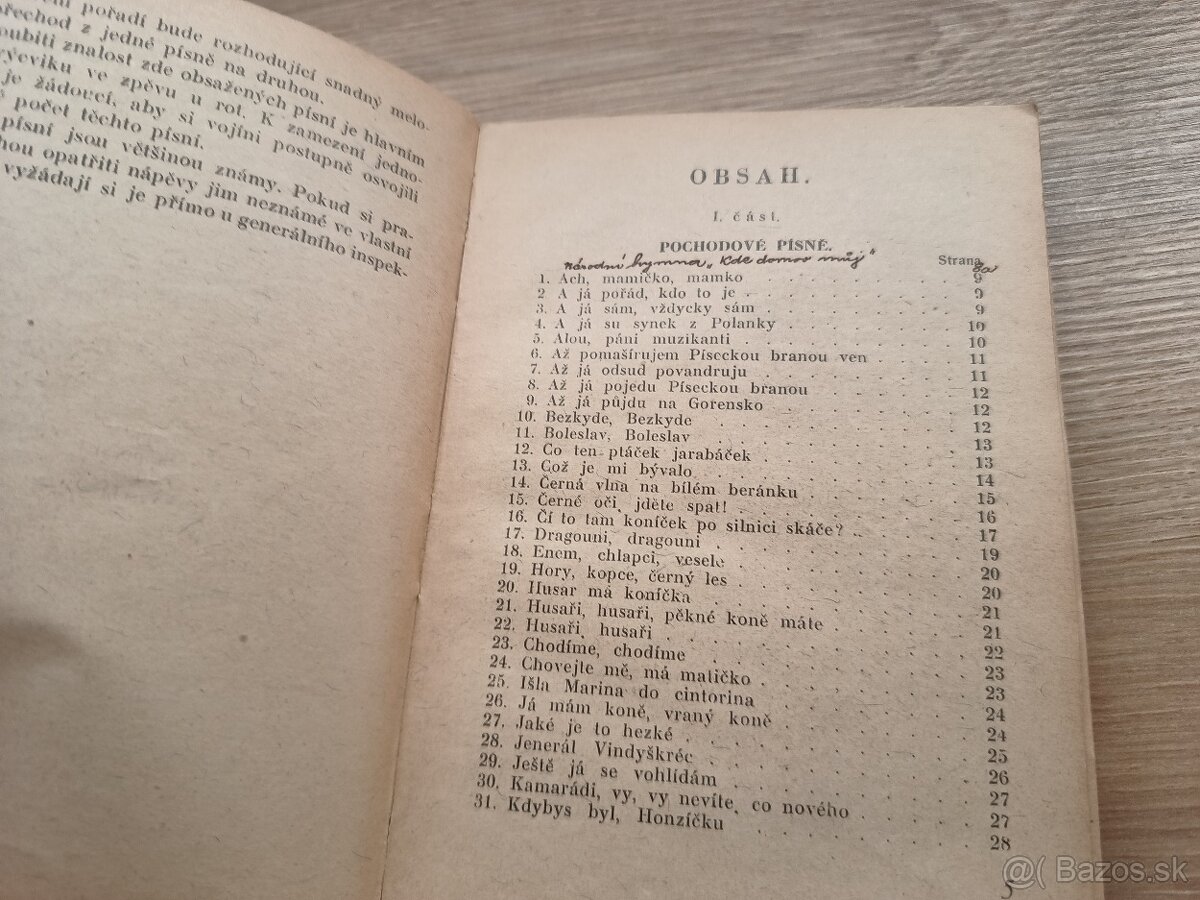 ení pořadí bude rozhodující snadný melo-
přechod z jedné písně na druhou.
oubiti znalost zde obsažených písní je hlavním
výcviku ve zpěvu u rot. K zamezení jedno-
je žádoucí, aby si vojíni postupně osvojili
počet těchto písní.
písní jsou většinou známy. Pokud si pra-
hou opatřiti nápěvy jim neznámé ve vlastní
vyžádají si je přímo u generálního inspek-
OBSAH.
I. část.
POCHODOVÉ PÍSNĚ.
národní hymna „Kde domov můj" 8a
Strana
1. Ach, mamičko, mamko 9
2 A já pořád, kdo to je 9
3. A já sám, vždycky sám 9
4. A já su synek z Polanky 10
5. Alou, páni muzikanti 10
6. Až pomašírujem Píseckou branou ven 11
7. Až já odsud povandruju 11
8. Až já pojedu Píseckou branou 12
9. Až já půjdu na Gorensko 12
10. Bezkyde, Bezkyde 12
11. Boleslav, Boleslav 13
12. Co ten ptáček jarabáček 13
13. Což je mi bývalo 14
14. Černá vlna na bílém beránku 15
15. Černé oči, jděte spat! 16
16. Čí to tam koníček po silnici skáče? 17
17. Dragouni, dragouni 19
18. Enem, chlapci, vesele 20
19. Hory, kopce, černý les 20
20. Husar má koníčka 21
21. Husaři, husaři, pěkné koně máte 21
22. Husaři, husaři 22
23. Chodíme, chodíme 23
24. Chovejte mě, má matičko 23
25. Išla Marina do cintorina 24
26. Já mám koně, vraný koně 24
27. Jaké je to hezké 25
28. Jenerál Vindyškréc 26
29. Ještě já se vohlídám 27
30. Kamarádi, vy, vy nevíte, co nového 27
31. Kdybys byl, Honzíčku 28
5
@( Bazos.sk